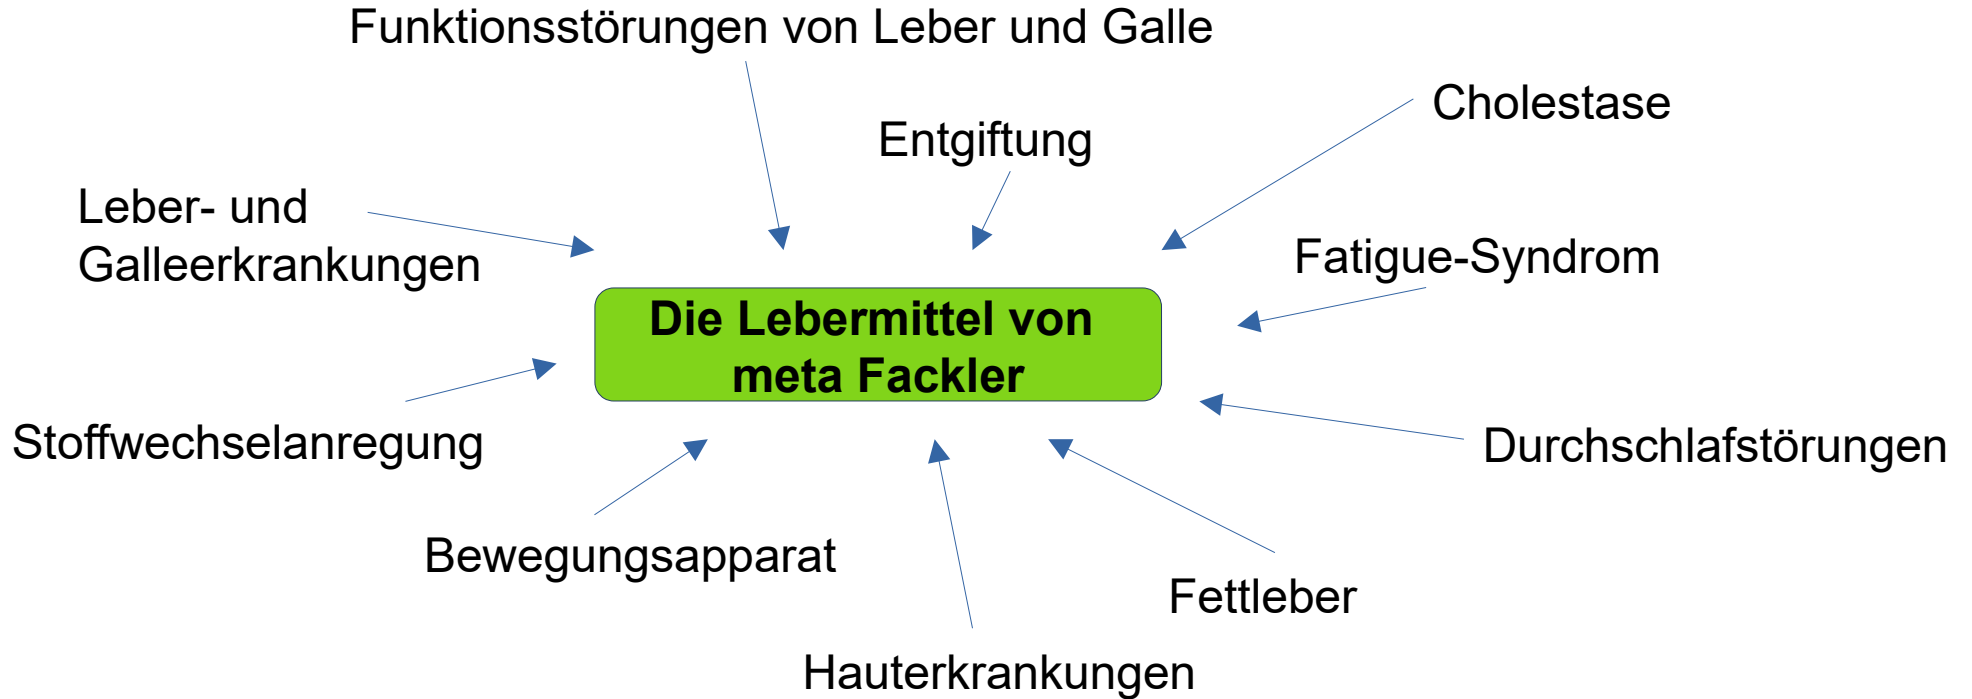 Funktionsstörungen von Leber und Galle
Cholestase
Entgiftung
Leber- und
Galleerkrankungen
Fatigue-Syndrom
Die Lebermittel von
meta Fackler
Stoffwechselanregung
Durchschlafstörungen
Bewegungsapparat
Fettleber
Hauterkrankungen